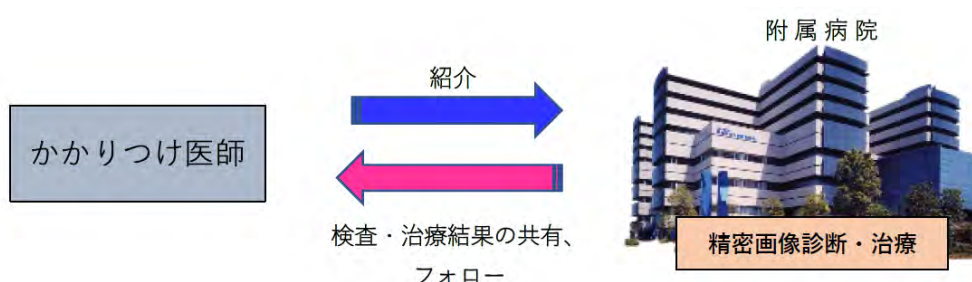 附属病院
紹介
かかりつけ医師
検査・治療結果の共有、
フォロー
精密画像診断・治療